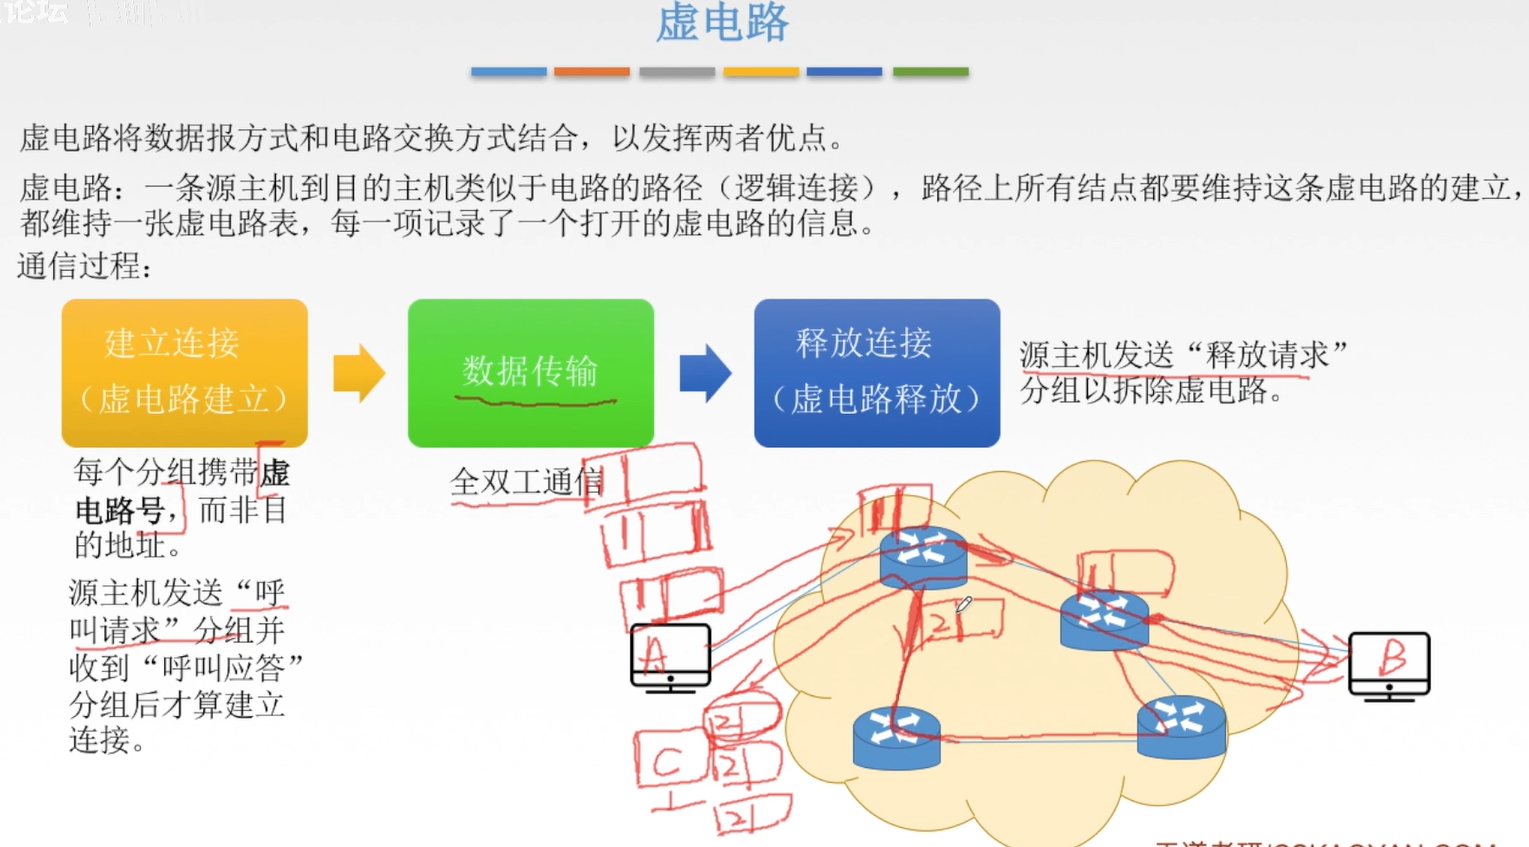 论坛
虚电路
虚电路将数据报方式和电路交换方式结合，以发挥两者优点。
虚电路：一条源主机到目的主机类似于电路的路径（逻辑连接），路径上所有结点都要维持这条虚电路的建立，
都维持一张虚电路表，每一项记录了一个打开的虚电路的信息。
通信过程：
建立连接
（虚电路建立）
数据传输
释放连接
（虚电路释放）
源主机发送“释放请求”
分组以拆除虚电路。
每个分组携带虚
电路号，而非目
的地址。
全双工通信
源主机发送“呼
叫请求”分组并
收到“呼叫应答”
分组后才算建立
连接。
A
B
C
2
2
2
2